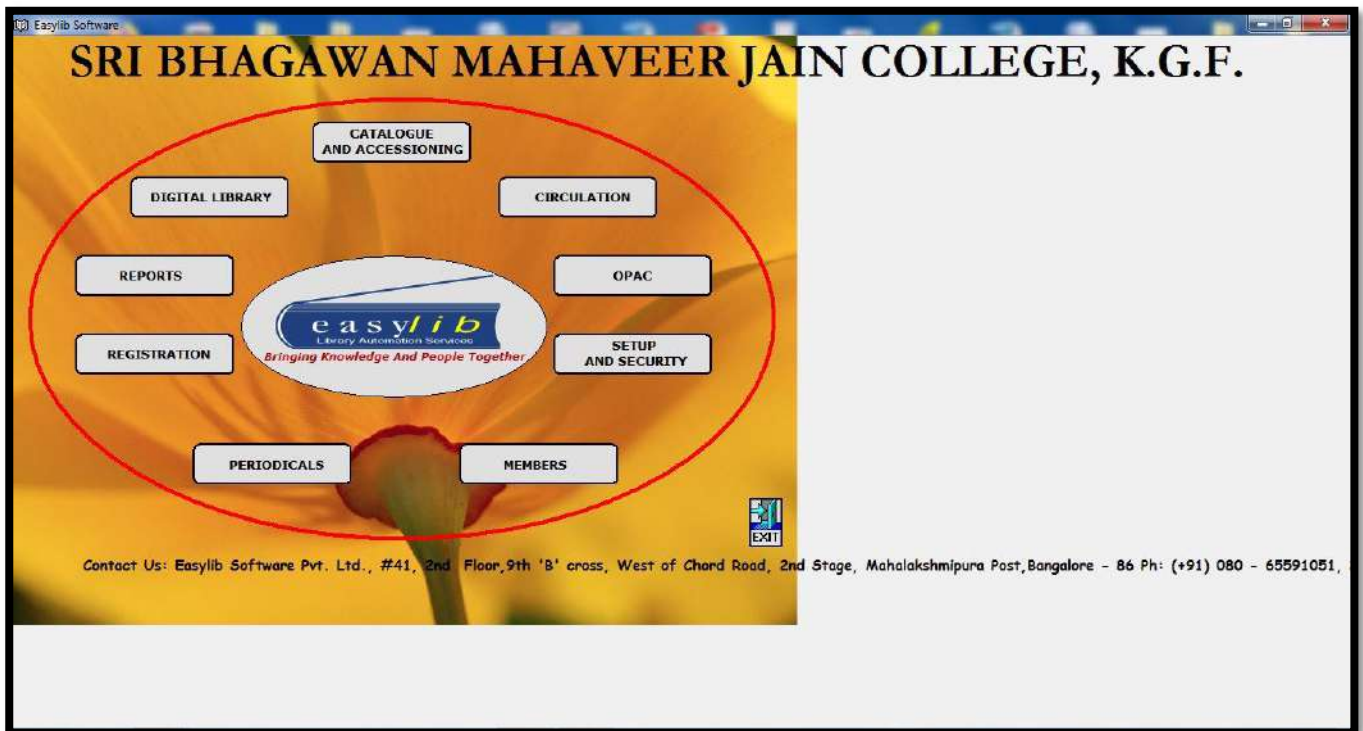 Easylib Software
SRI BHAGAWAN MAHAVEER JAIN COLLEGE, K.G.F.
CATALOGUE
AND ACCESSIONING
DIGITAL LIBRARY
CIRCULATION
REPORTS
OPAC
easylib
Library Automation Services
Bringing Knowledge And People Together
REGISTRATION
SETUP
AND SECURITY
PERIODICALS
MEMBERS
EXIT
Contact Us: Easylib Software Pvt. Ltd., #41, 2nd Floor,9th 'B' cross, West of Chord Road, 2nd Stage, Mahalakshmipura Post,Bangalore - 86 Ph: (+91) 080 - 65591051,